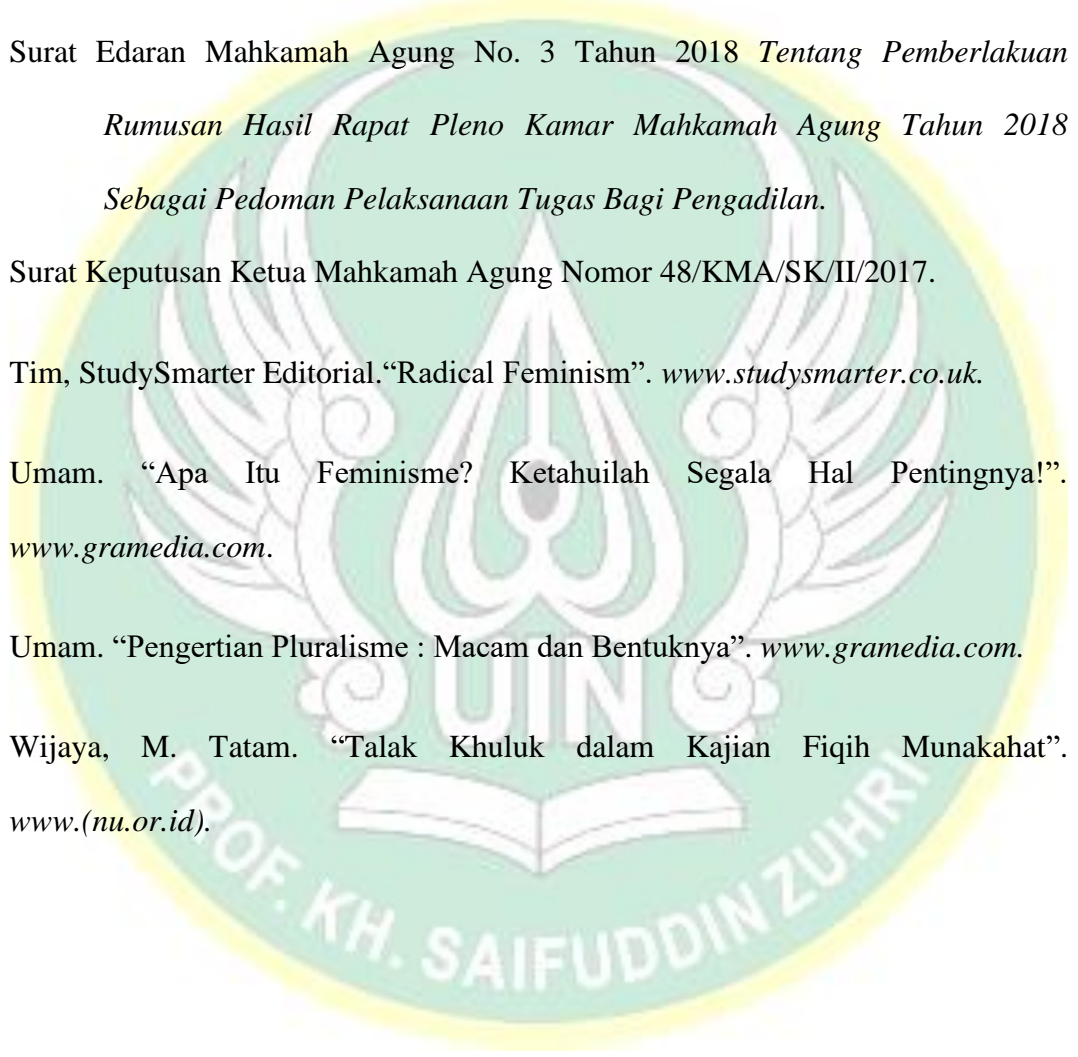 Surat Edaran Mahkamah Agung No. 3 Tahun 2018 Tentang Pemberlakuan
Rumusan Hasil Rapat Pleno Kamar Mahkamah Agung Tahun 2018
Sebagai Pedoman Pelaksanaan Tugas Bagi Pengadilan.
Surat Keputusan Ketua Mahkamah Agung Nomor 48/KMA/SK/II/2017.
Tim, StudySmarter Editorial.“Radical Feminism”. www.studysmarter.co.uk.
Umam. “Apa Itu Feminisme? Ketahuilah Segala Hal Pentingnya!”.
www.gramedia.com.
Umam. “Pengertian Pluralisme : Macam dan Bentuknya”. www.gramedia.com.
Wijaya, M. Tatam. “Talak Khuluk dalam Kajian Fiqih Munakahat”.
www.(nu.or.id).
UIN
PROF. KH. SAIFUDDIN ZUHRI